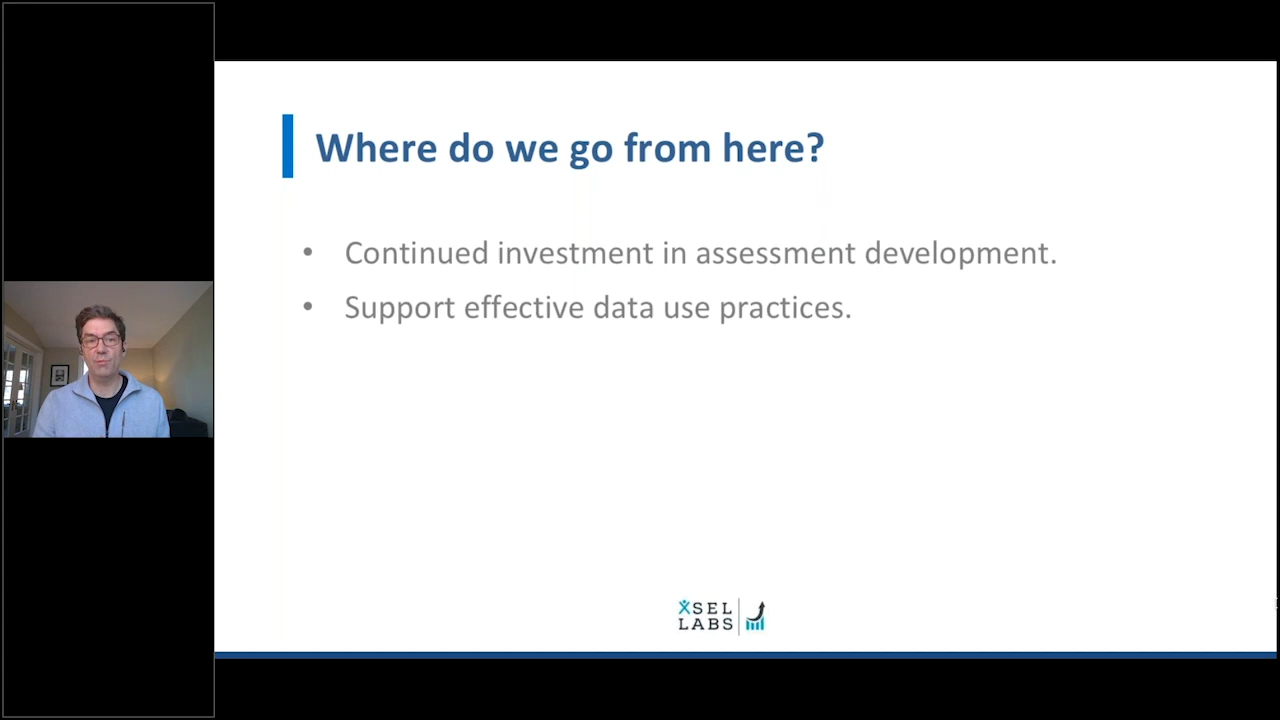 Where do we go from here?
• Continued investment in assessment development.
• Support effective data use practices.
XSEL
LABS